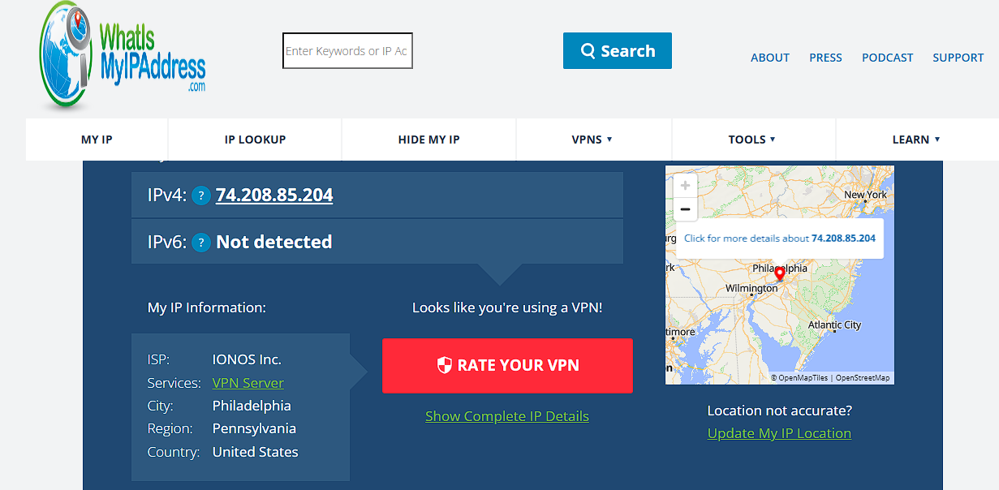 WhatIs
MyIPAddress
.com
Enter Keywords or IP Ac
Search
ABOUT PRESS PODCAST SUPPORT
MY IP IP LOOKUP HIDE MY IP VPNS ▼ TOOLS ▼ LEARN ▼
IPv4: ? 74.208.85.204
IPv6: ? Not detected
My IP Information:
ISP: IONOS Inc.
Services: VPN Server
City: Philadelphia
Region: Pennsylvania
Country: United States
Looks like you're using a VPN!
RATE YOUR VPN
Show Complete IP Details
+
−
New York
Click for more details about 74.208.85.204
Philadelphia
Wilmington
Atlantic City
timore
© OpenMapTiles | OpenStreetMap
Location not accurate?
Update My IP Location